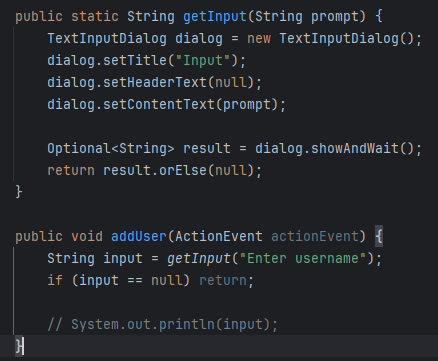 public static String getInput(String prompt) {
    TextInputDialog dialog = new TextInputDialog();
    dialog.setTitle("Input");
    dialog.setHeaderText(null);
    dialog.setContentText(prompt);

    Optional<String> result = dialog.showAndWait();
    return result.orElse(null);
}

public void addUser(ActionEvent actionEvent) {
    String input = getInput("Enter username");
    if (input == null) return;

    // System.out.println(input);
}